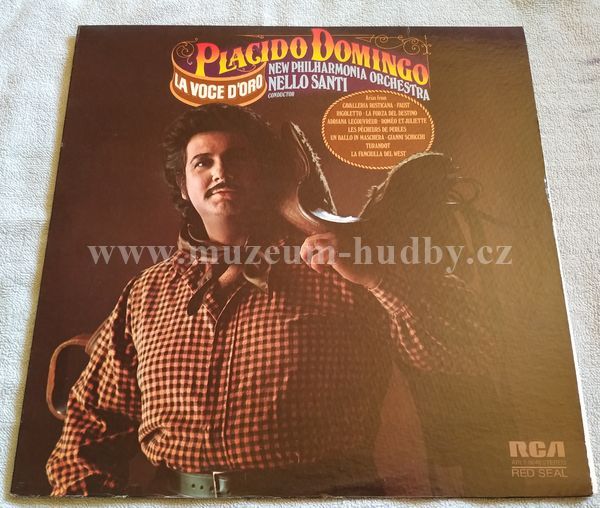 PLACIDO DOMINGO
LA VOCE D'ORO
NEW PHILHARMONIA ORCHESTRA
NELLO SANTI
CONDUCTOR
Arias from
CAVALLERIA RUSTICANA · FAUST
RIGOLETTO · LA FORZA DEL DESTINO
ADRIANA LECOUVREUR · ROMÉO ET JULIETTE
LES PÊCHEURS DE PERLES
UN BALLO IN MASCHERA · GIANNI SCHICCHI
TURANDOT
LA FANCIULLA DEL WEST
www.muzeum-hudby.cz
RCA
RED SEAL